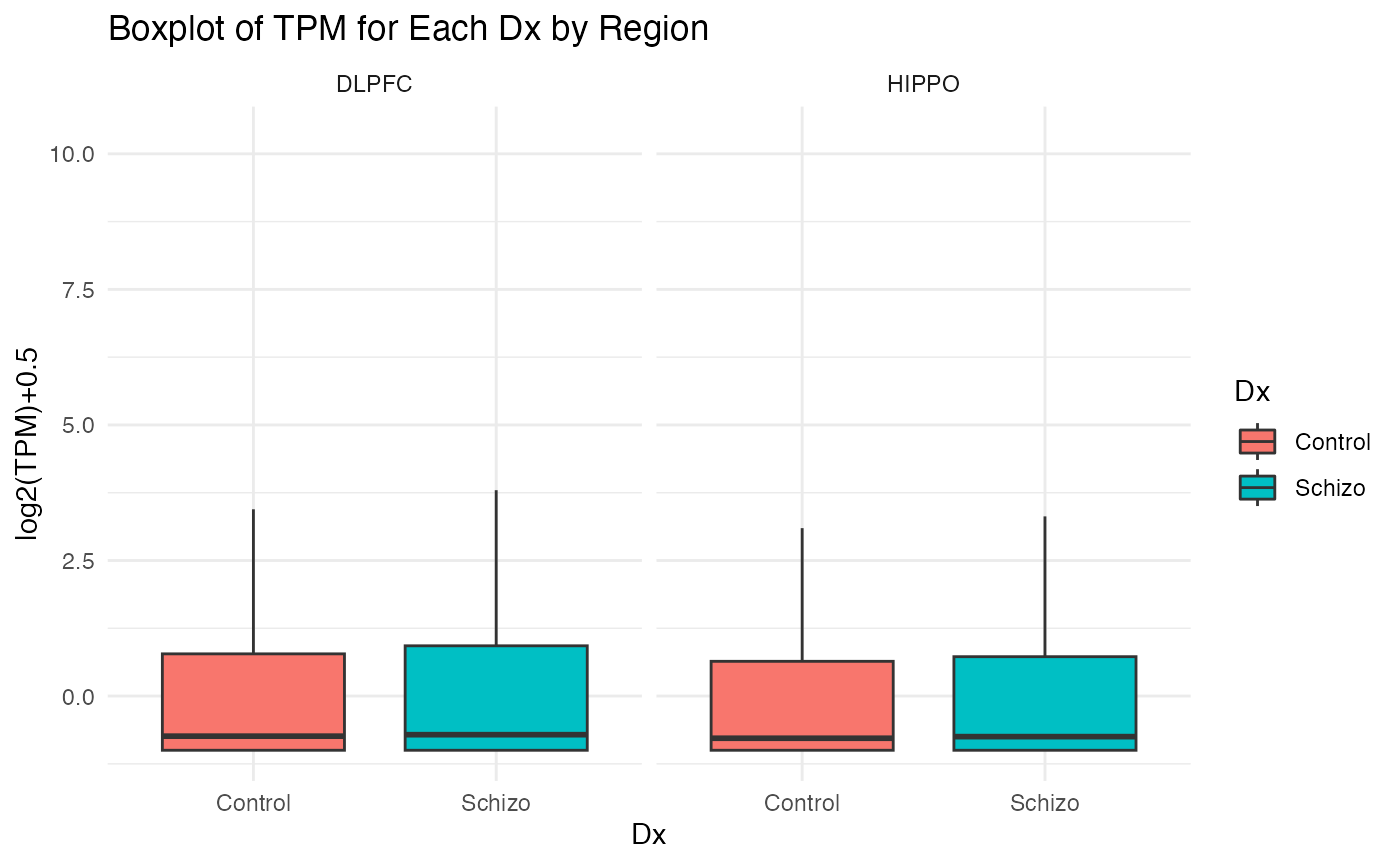 Boxplot of TPM for Each Dx by Region
DLPFC
HIPPO
10.0
7.5
5.0
2.5
0.0
log2(TPM)+0.5
Control
Schizo
Control
Schizo
Dx
Dx
Control
Schizo